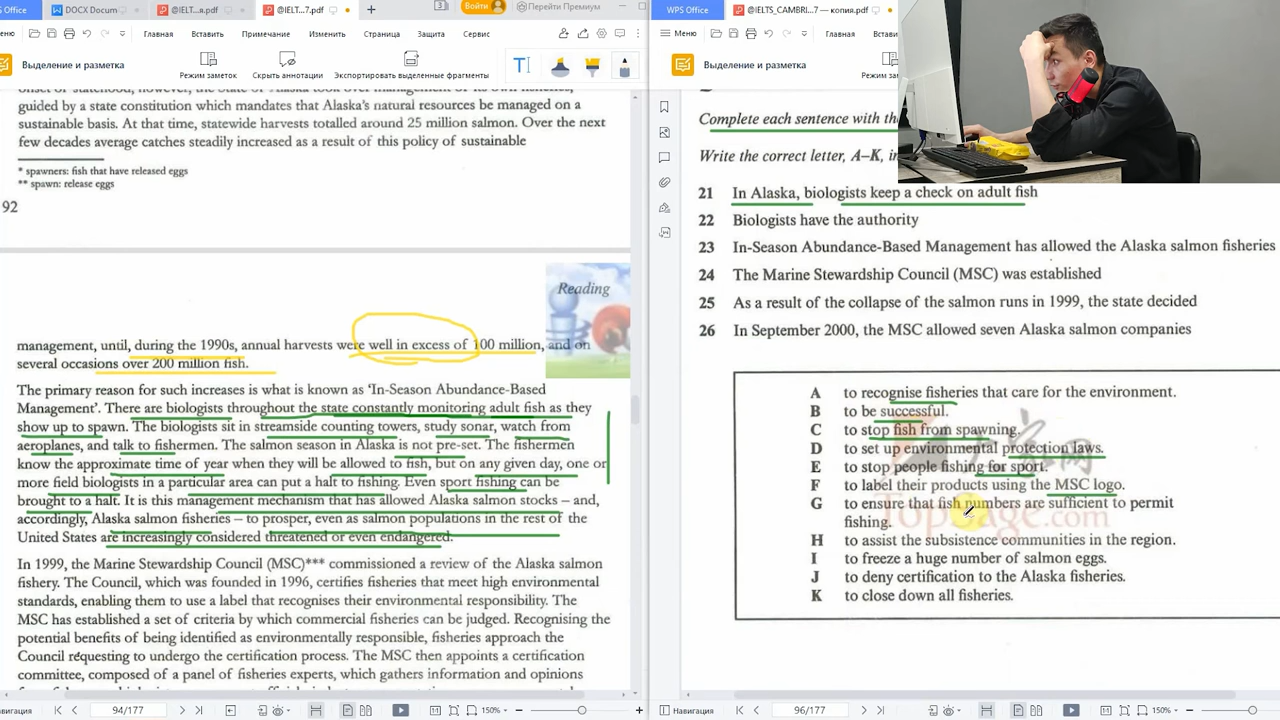 WPS Office
DOCX Docum
@IELT...я.pdf
@IELT...7.pdf
3
Войти
Перейти Премиум
Меню
Главная
Вставка
Примечание
Изменить
Страница
Защита
Сервис
Выделение и разметка
Режим заметок
Скрыть аннотации
Экспортировать выделенные фрагменты
guided by a state constitution which mandates that Alaska's natural resources be managed on a
sustainable basis. At that time, statewide harvests totalled around 25 million salmon. Over the next
few decades average catches steadily increased as a result of this policy of sustainable
* spawners: fish that have released eggs
** spawn: release eggs
92
Reading
management, until, during the 1990s, annual harvests were well in excess of 100 million, and on
several occasions over 200 million fish.
The primary reason for such increases is what is known as 'In-Season Abundance-Based
Management'. There are biologists throughout the state constantly monitoring adult fish as they
show up to spawn. The biologists sit in streamside counting towers, study sonar, watch from
aeroplanes, and talk to fishermen. The salmon season in Alaska is not pre-set. The fishermen
know the approximate time of year when they will be allowed to fish, but on any given day, one or
more field biologists in a particular area can put a halt to fishing. Even sport fishing can be
brought to a halt. It is this management mechanism that has allowed Alaska salmon stocks – and,
accordingly, Alaska salmon fisheries – to prosper, even as salmon populations in the rest of the
United States are increasingly considered threatened or even endangered.
In 1999, the Marine Stewardship Council (MSC)*** commissioned a review of the Alaska salmon
fishery. The Council, which was founded in 1996, certifies fisheries that meet high environmental
standards, enabling them to use a label that recognises their environmental responsibility. The
MSC has established a set of criteria by which commercial fisheries can be judged. Recognising the
potential benefits of being identified as environmentally responsible, fisheries approach the
Council requesting to undergo the certification process. The MSC then appoints a certification
committee, composed of a panel of fisheries experts, which gathers information and opinions
94/177
150%
WPS Office
@IELTS_CAMBRI...7 — копия.pdf
Меню
Главная
Выделение и разметка
Complete each sentence with the
Write the correct letter, A–K,
21 In Alaska, biologists keep a check on adult fish
22 Biologists have the authority
23 In-Season Abundance-Based Management has allowed the Alaska salmon fisheries
24 The Marine Stewardship Council (MSC) was established
25 As a result of the collapse of the salmon runs in 1999, the state decided
26 In September 2000, the MSC allowed seven Alaska salmon companies
A to recognise fisheries that care for the environment.
B to be successful.
C to stop fish from spawning.
D to set up environmental protection laws.
E to stop people fishing for sport.
F to label their products using the MSC logo.
G to ensure that fish numbers are sufficient to permit
fishing.
H to assist the subsistence communities in the region.
I to freeze a huge number of salmon eggs.
J to deny certification to the Alaska fisheries.
K to close down all fisheries.
Topsage.com
Навигация
96/177
150%